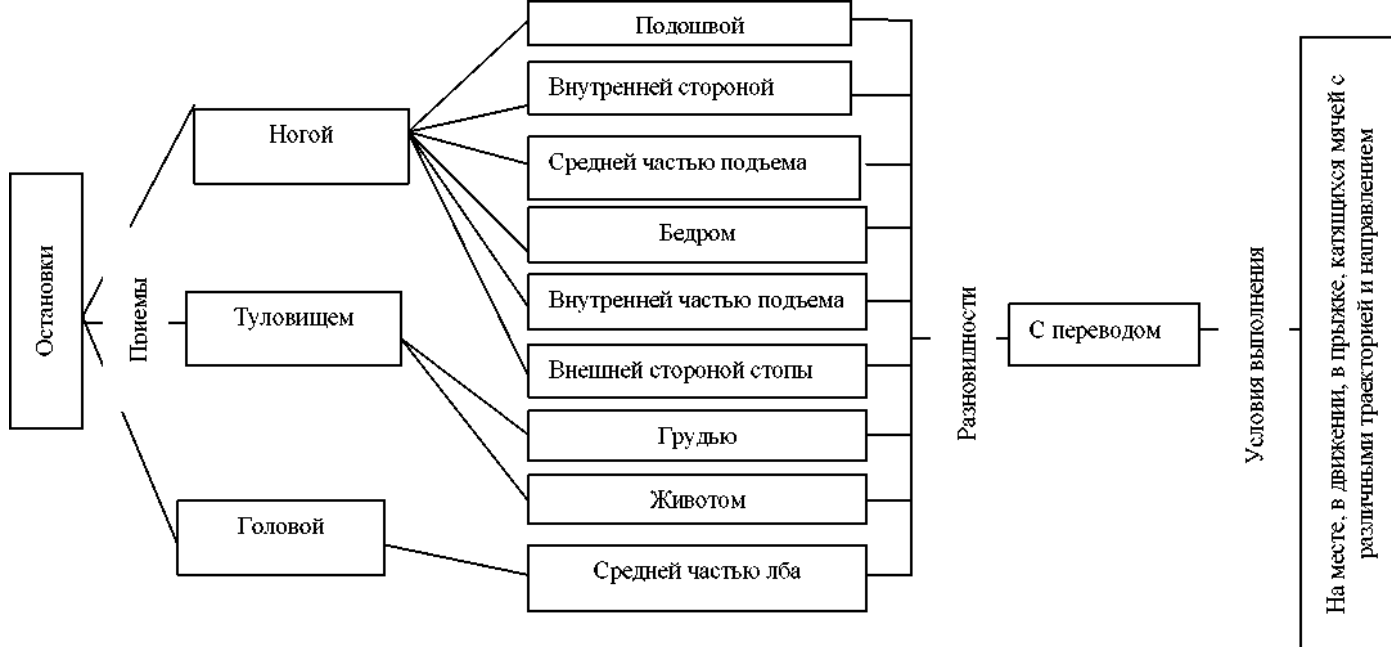 Остановки
Приемы
Ногой
Туловищем
Головой
Подошвой
Внутренней стороной
Средней частью подъема
Бедром
Внутренней частью подъема
Внешней стороной стопы
Грудью
Животом
Средней частью лба
Разновидности
С переводом
Условия выполнения
На месте, в движении, в прыжке, катящихся мячей с
различными траекторией и направлением